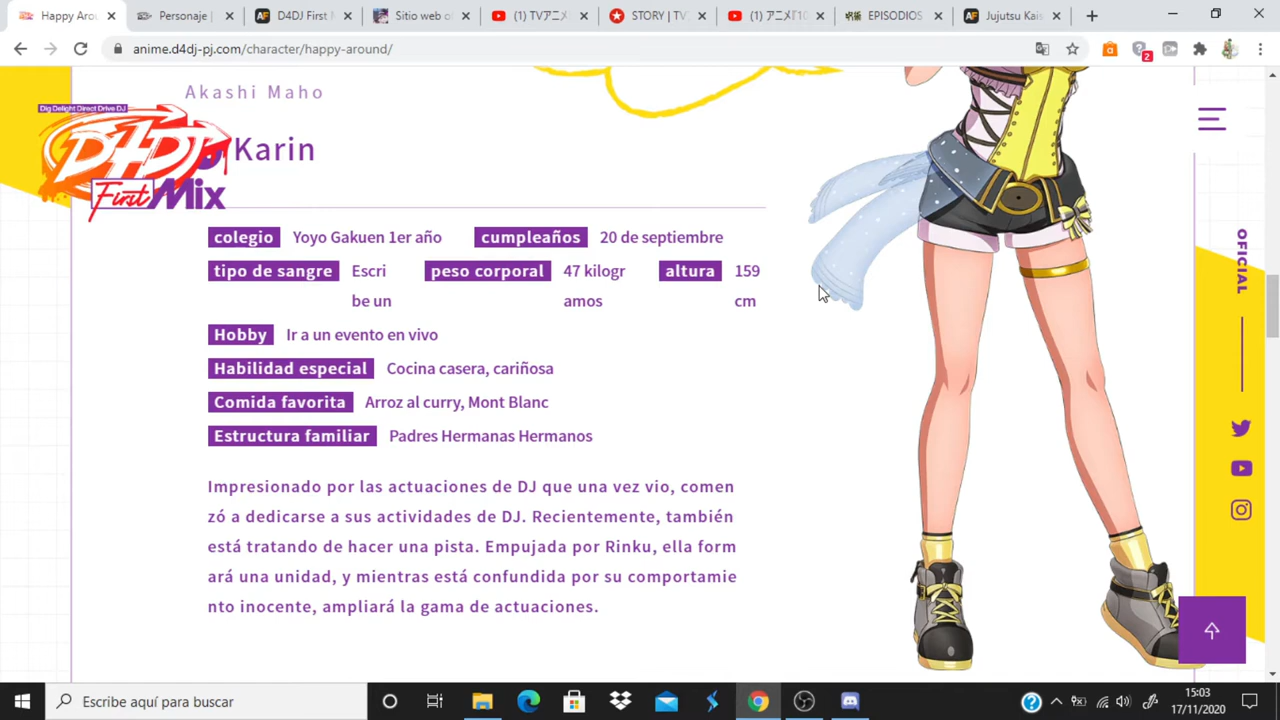 Happy Arou
Personaje |
D4DJ First M
Sitio web of
(1) TVアニメ
STORY | TVア
(1) アニメ『10
EPISODIOS
Jujutsu Kais
anime.d4dj-pj.com/character/happy-around/
2
Akashi Maho
Karin
Dig Delight Direct Drive DJ
D4DJ
First Mix
colegio Yoyo Gakuen 1er año cumpleaños 20 de septiembre
tipo de sangre Escri peso corporal 47 kilogr altura 159
be un amos cm
Hobby Ir a un evento en vivo
Habilidad especial Cocina casera, cariñosa
Comida favorita Arroz al curry, Mont Blanc
Estructura familiar Padres Hermanas Hermanos
Impresionado por las actuaciones de DJ que una vez vio, comen
zó a dedicarse a sus actividades de DJ. Recientemente, también
está tratando de hacer una pista. Empujada por Rinku, ella form
ará una unidad, y mientras está confundida por su comportamie
nto inocente, ampliará la gama de actuaciones.
OFICIAL
Escribe aquí para buscar
15:03
17/11/2020